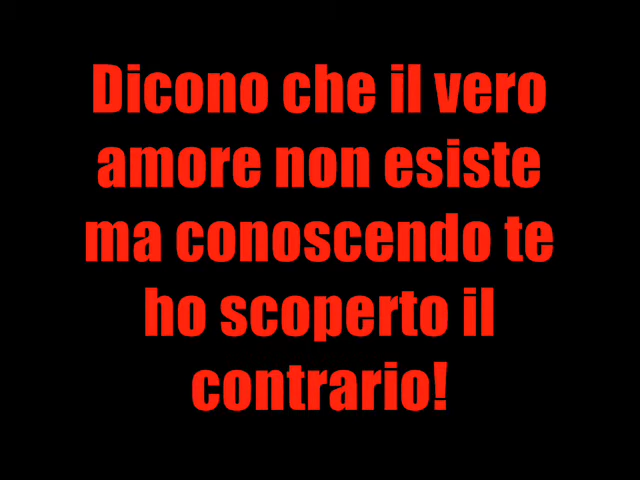 Dicono che il vero
amore non esiste
ma conoscendo te
ho scoperto il
contrario!